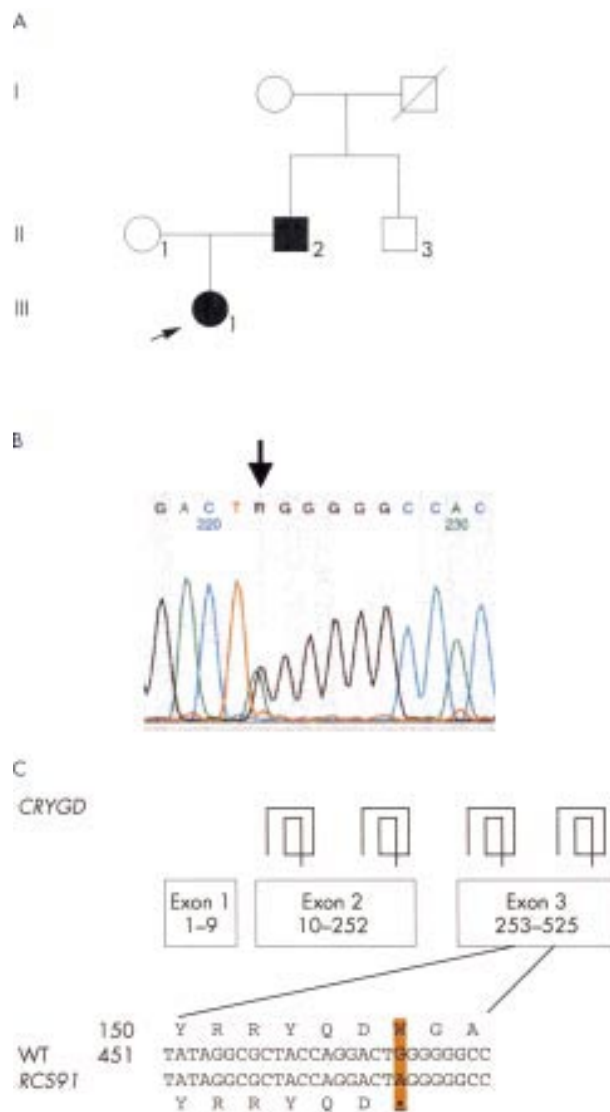 A
I
II
1
2
3
III
1
B
G A C T R G G G G G C C A C
220 230
C
CRYGD
Exon 1
1–9
Exon 2
10–252
Exon 3
253–525
150 Y R R Y Q D W G A
WT 451 TATAGGCGCTACCAGGACTGGGGGGCC
RCS91 TATAGGCGCTACCAGGACTAGGGGGCC
Y R R Y Q D